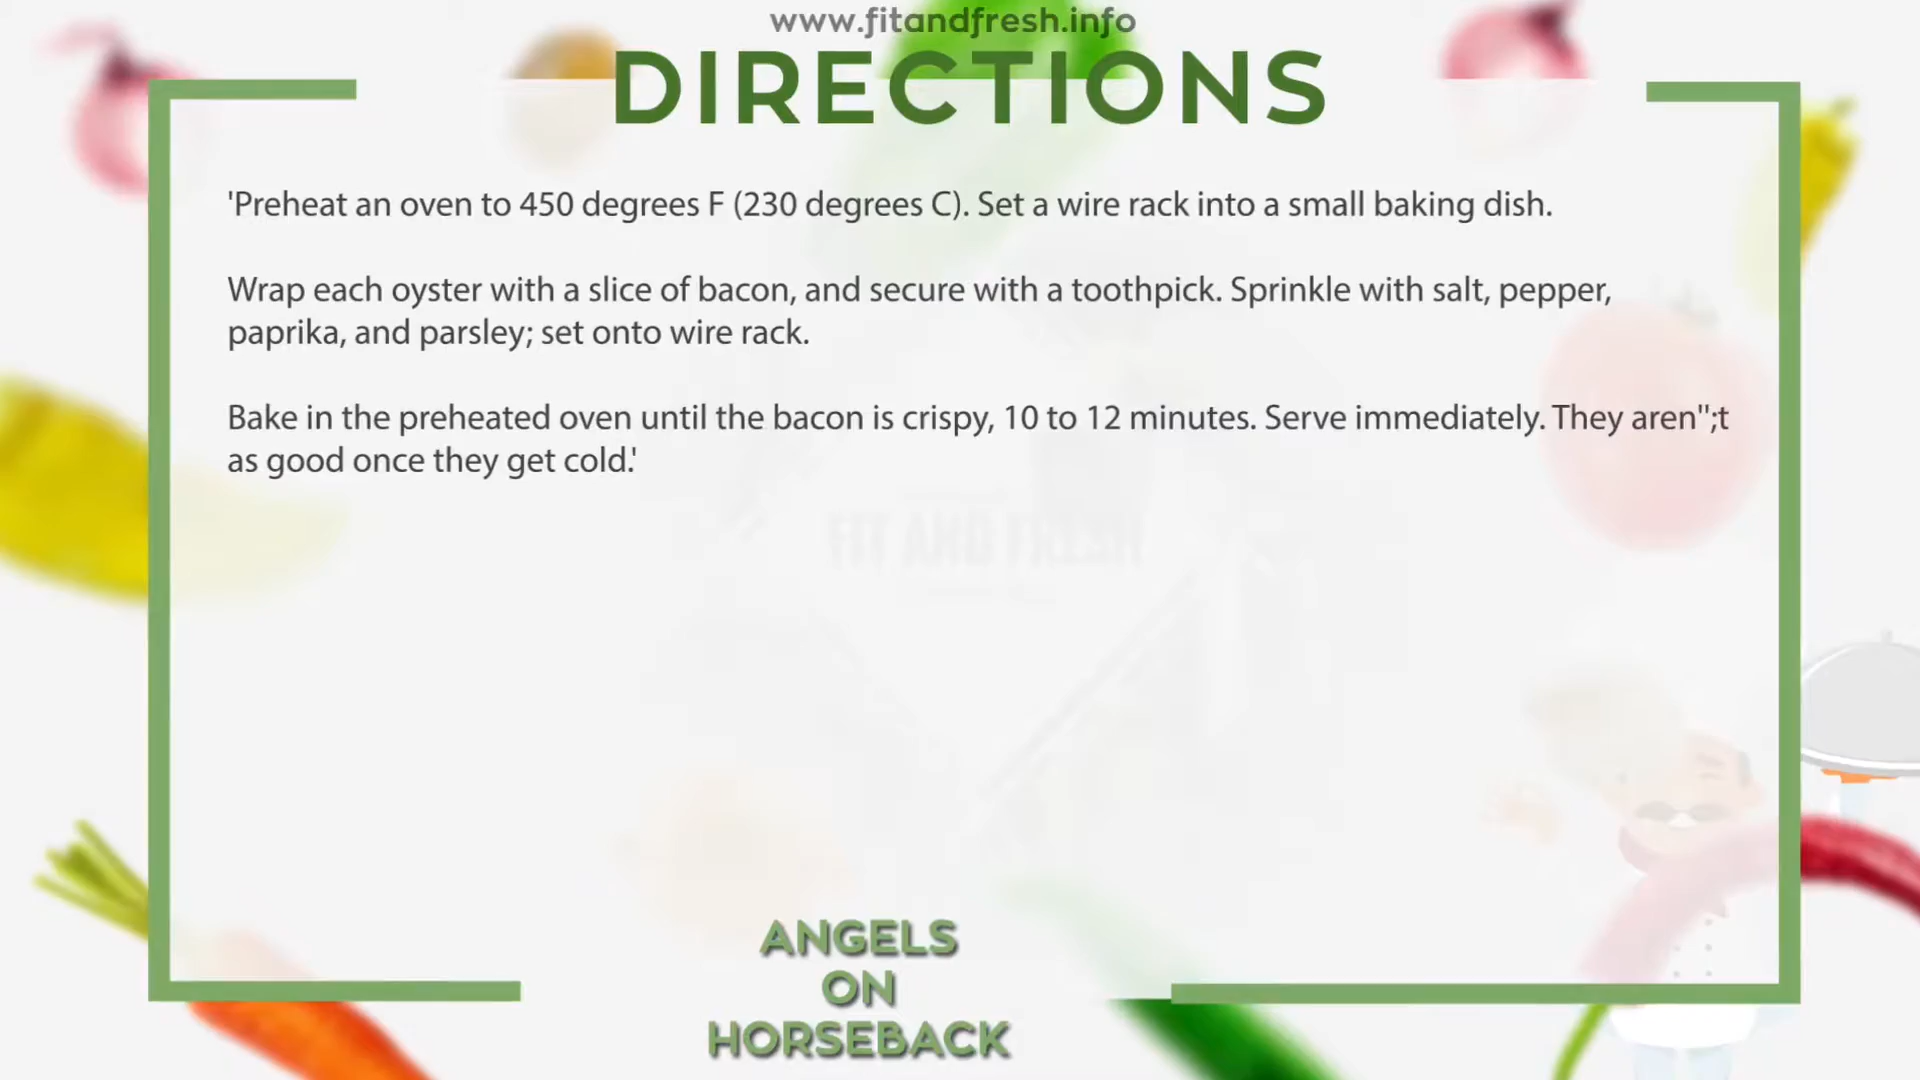 www.fitandfresh.info
DIRECTIONS
'Preheat an oven to 450 degrees F (230 degrees C). Set a wire rack into a small baking dish.
Wrap each oyster with a slice of bacon, and secure with a toothpick. Sprinkle with salt, pepper,
paprika, and parsley; set onto wire rack.
Bake in the preheated oven until the bacon is crispy, 10 to 12 minutes. Serve immediately. They aren'';t
as good once they get cold.'
FIT AND FRESH
ANGELS
ON
HORSEBACK